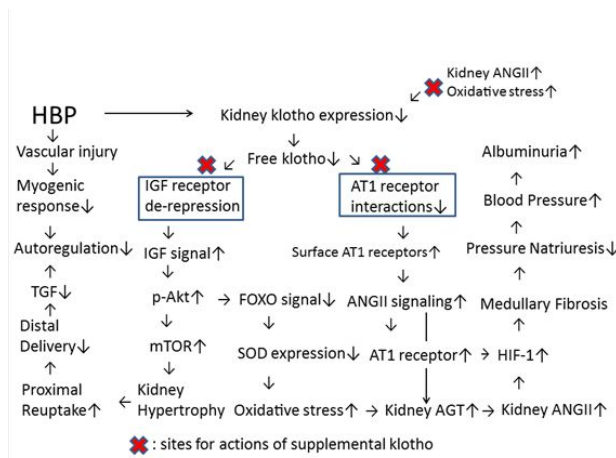 Kidney ANGII↑
Oxidative stress↑
HBP → Kidney klotho expression↓
↓ ↓
Vascular injury Free klotho↓ Albuminuria↑
↓ ↓ ↑
Myogenic IGF receptor AT1 receptor Blood Pressure↑
response↓ de-repression interactions↓
↓ ↓ ↓ ↑
Autoregulation↓ IGF signal↑ Surface AT1 receptors↑ Pressure Natriuresis↓
↑ ↓ ↓ ↑
TGF↓ p-Akt↑ → FOXO signal↓ ANGII signaling↑ Medullary Fibrosis
↑ ↓ ↓ ↓ ↑
Distal mTOR↑ SOD expression↓ AT1 receptor↑ → HIF-1↑
Delivery↓
↑ ↓ ↓ ↓ ↑
Proximal ← Kidney
Reuptake↑ Hypertrophy Oxidative stress↑ → Kidney AGT↑ → Kidney ANGII↑
: sites for actions of supplemental klotho